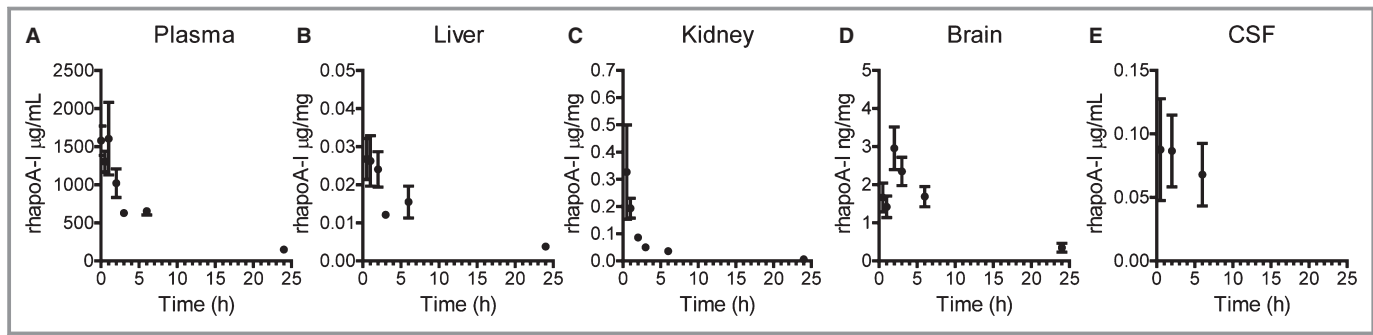 A Plasma
rhapoA-I µg/mL
2500
2000
1500
1000
500
0
0 5 10 15 20 25
Time (h)
B Liver
rhapoA-I µg/mg
0.05
0.04
0.03
0.02
0.01
0.00
0 5 10 15 20 25
Time (h)
C Kidney
rhapoA-I µg/mg
0.7
0.6
0.5
0.4
0.3
0.2
0.1
0.0
0 5 10 15 20 25
Time (h)
D Brain
rhapoA-I ng/mg
5
4
3
2
1
0
0 5 10 15 20 25
Time (h)
E CSF
rhapoA-I µg/mL
0.15
0.10
0.05
0.00
0 5 10 15 20 25
Time (h)